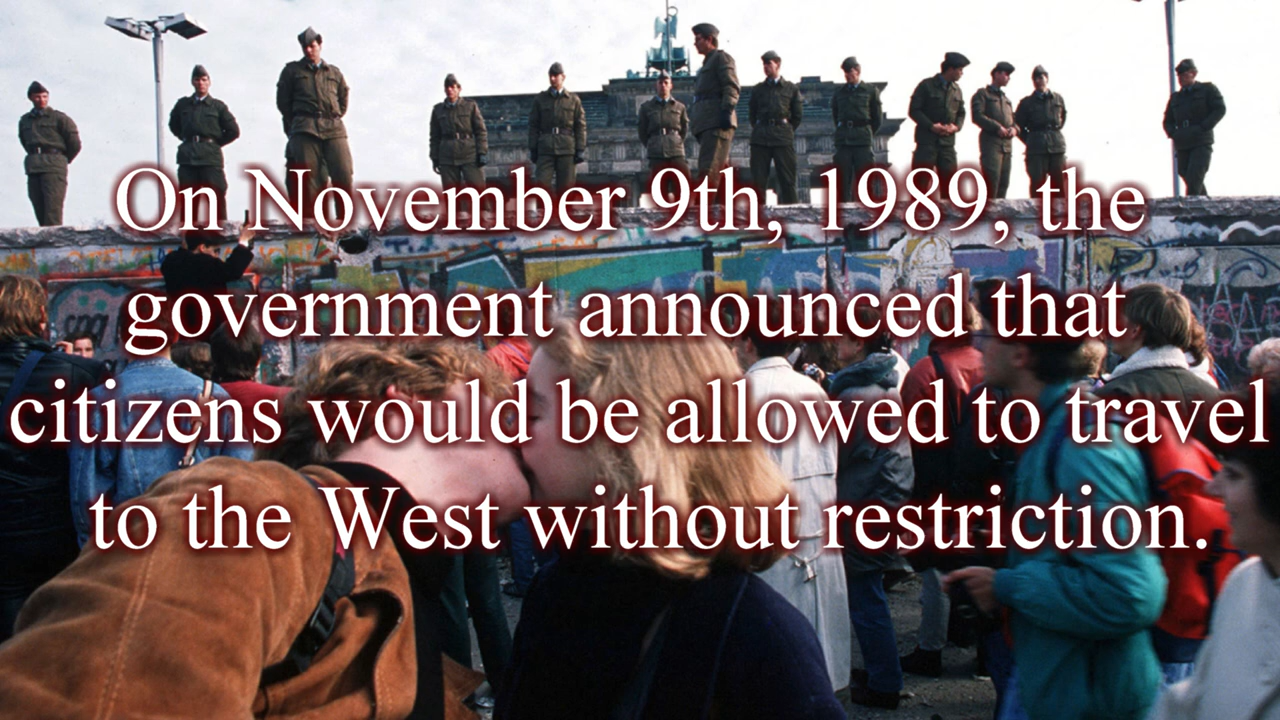 On November 9th, 1989, the
government announced that
citizens would be allowed to travel
to the West without restriction.